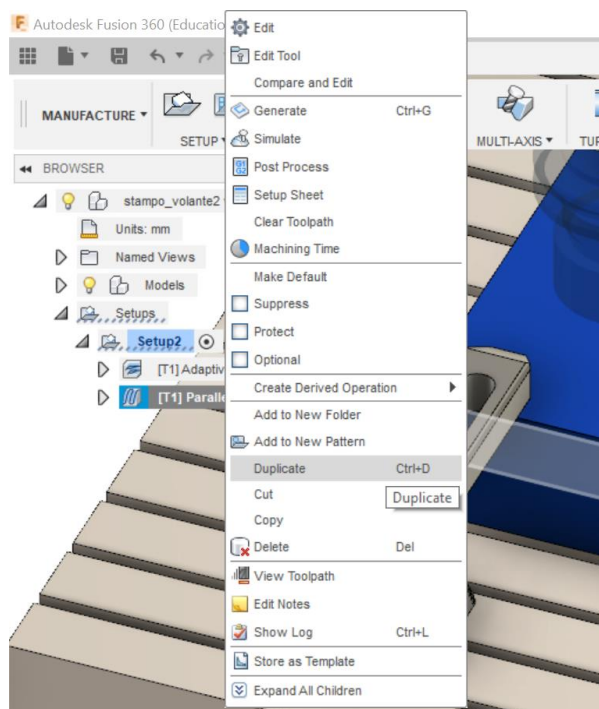 Autodesk Fusion 360 (Educatio
MANUFACTURE
SETUP
MULTI-AXIS
TUR
BROWSER
stampo_volante2
Units: mm
Named Views
Models
Setups
Setup2
[T1] Adaptiv
[T1] Paralle
Edit
Edit Tool
Compare and Edit
Generate Ctrl+G
Simulate
Post Process
Setup Sheet
Clear Toolpath
Machining Time
Make Default
Suppress
Protect
Optional
Create Derived Operation
Add to New Folder
Add to New Pattern
Duplicate Ctrl+D
Cut
Duplicate
Copy
Delete Del
View Toolpath
Edit Notes
Show Log Ctrl+L
Store as Template
Expand All Children